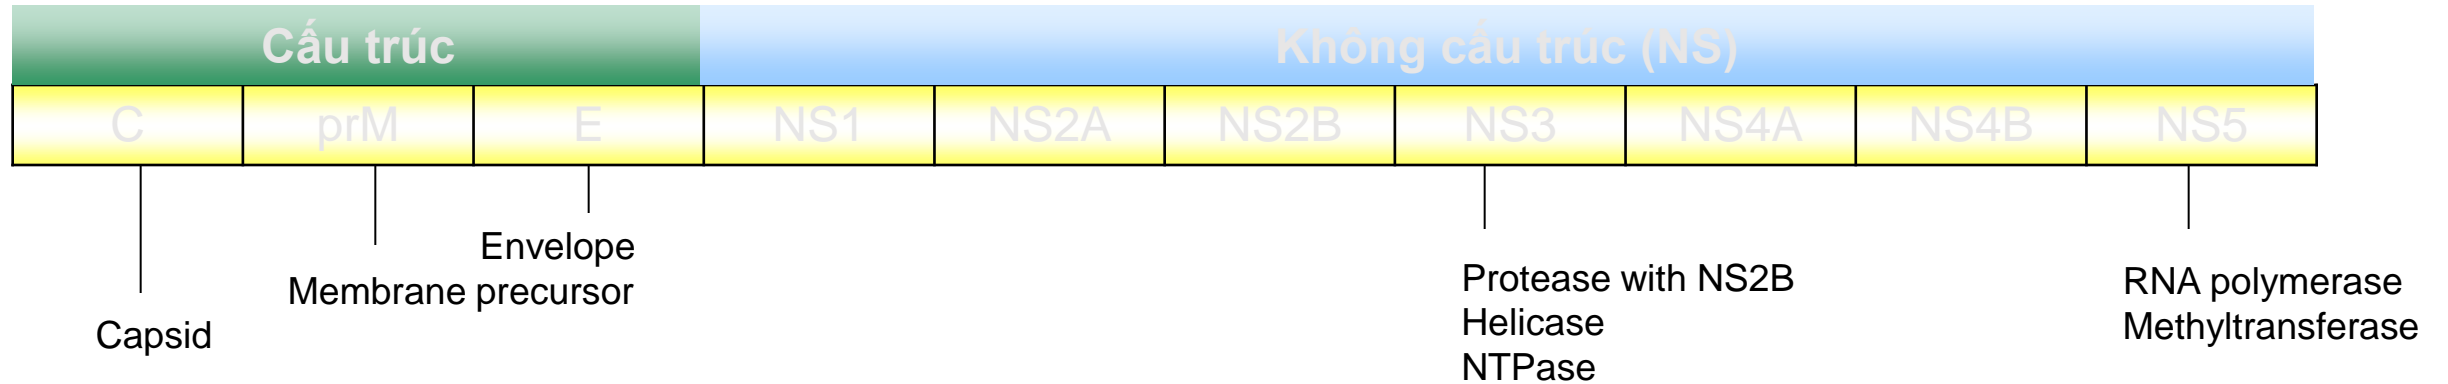 Cấu trúc
Không cấu trúc (NS)
C
prM
E
NS1
NS2A
NS2B
NS3
NS4A
NS4B
NS5
Envelope
Membrane precursor
Capsid
Protease with NS2B
Helicase
NTPase
RNA polymerase
Methyltransferase